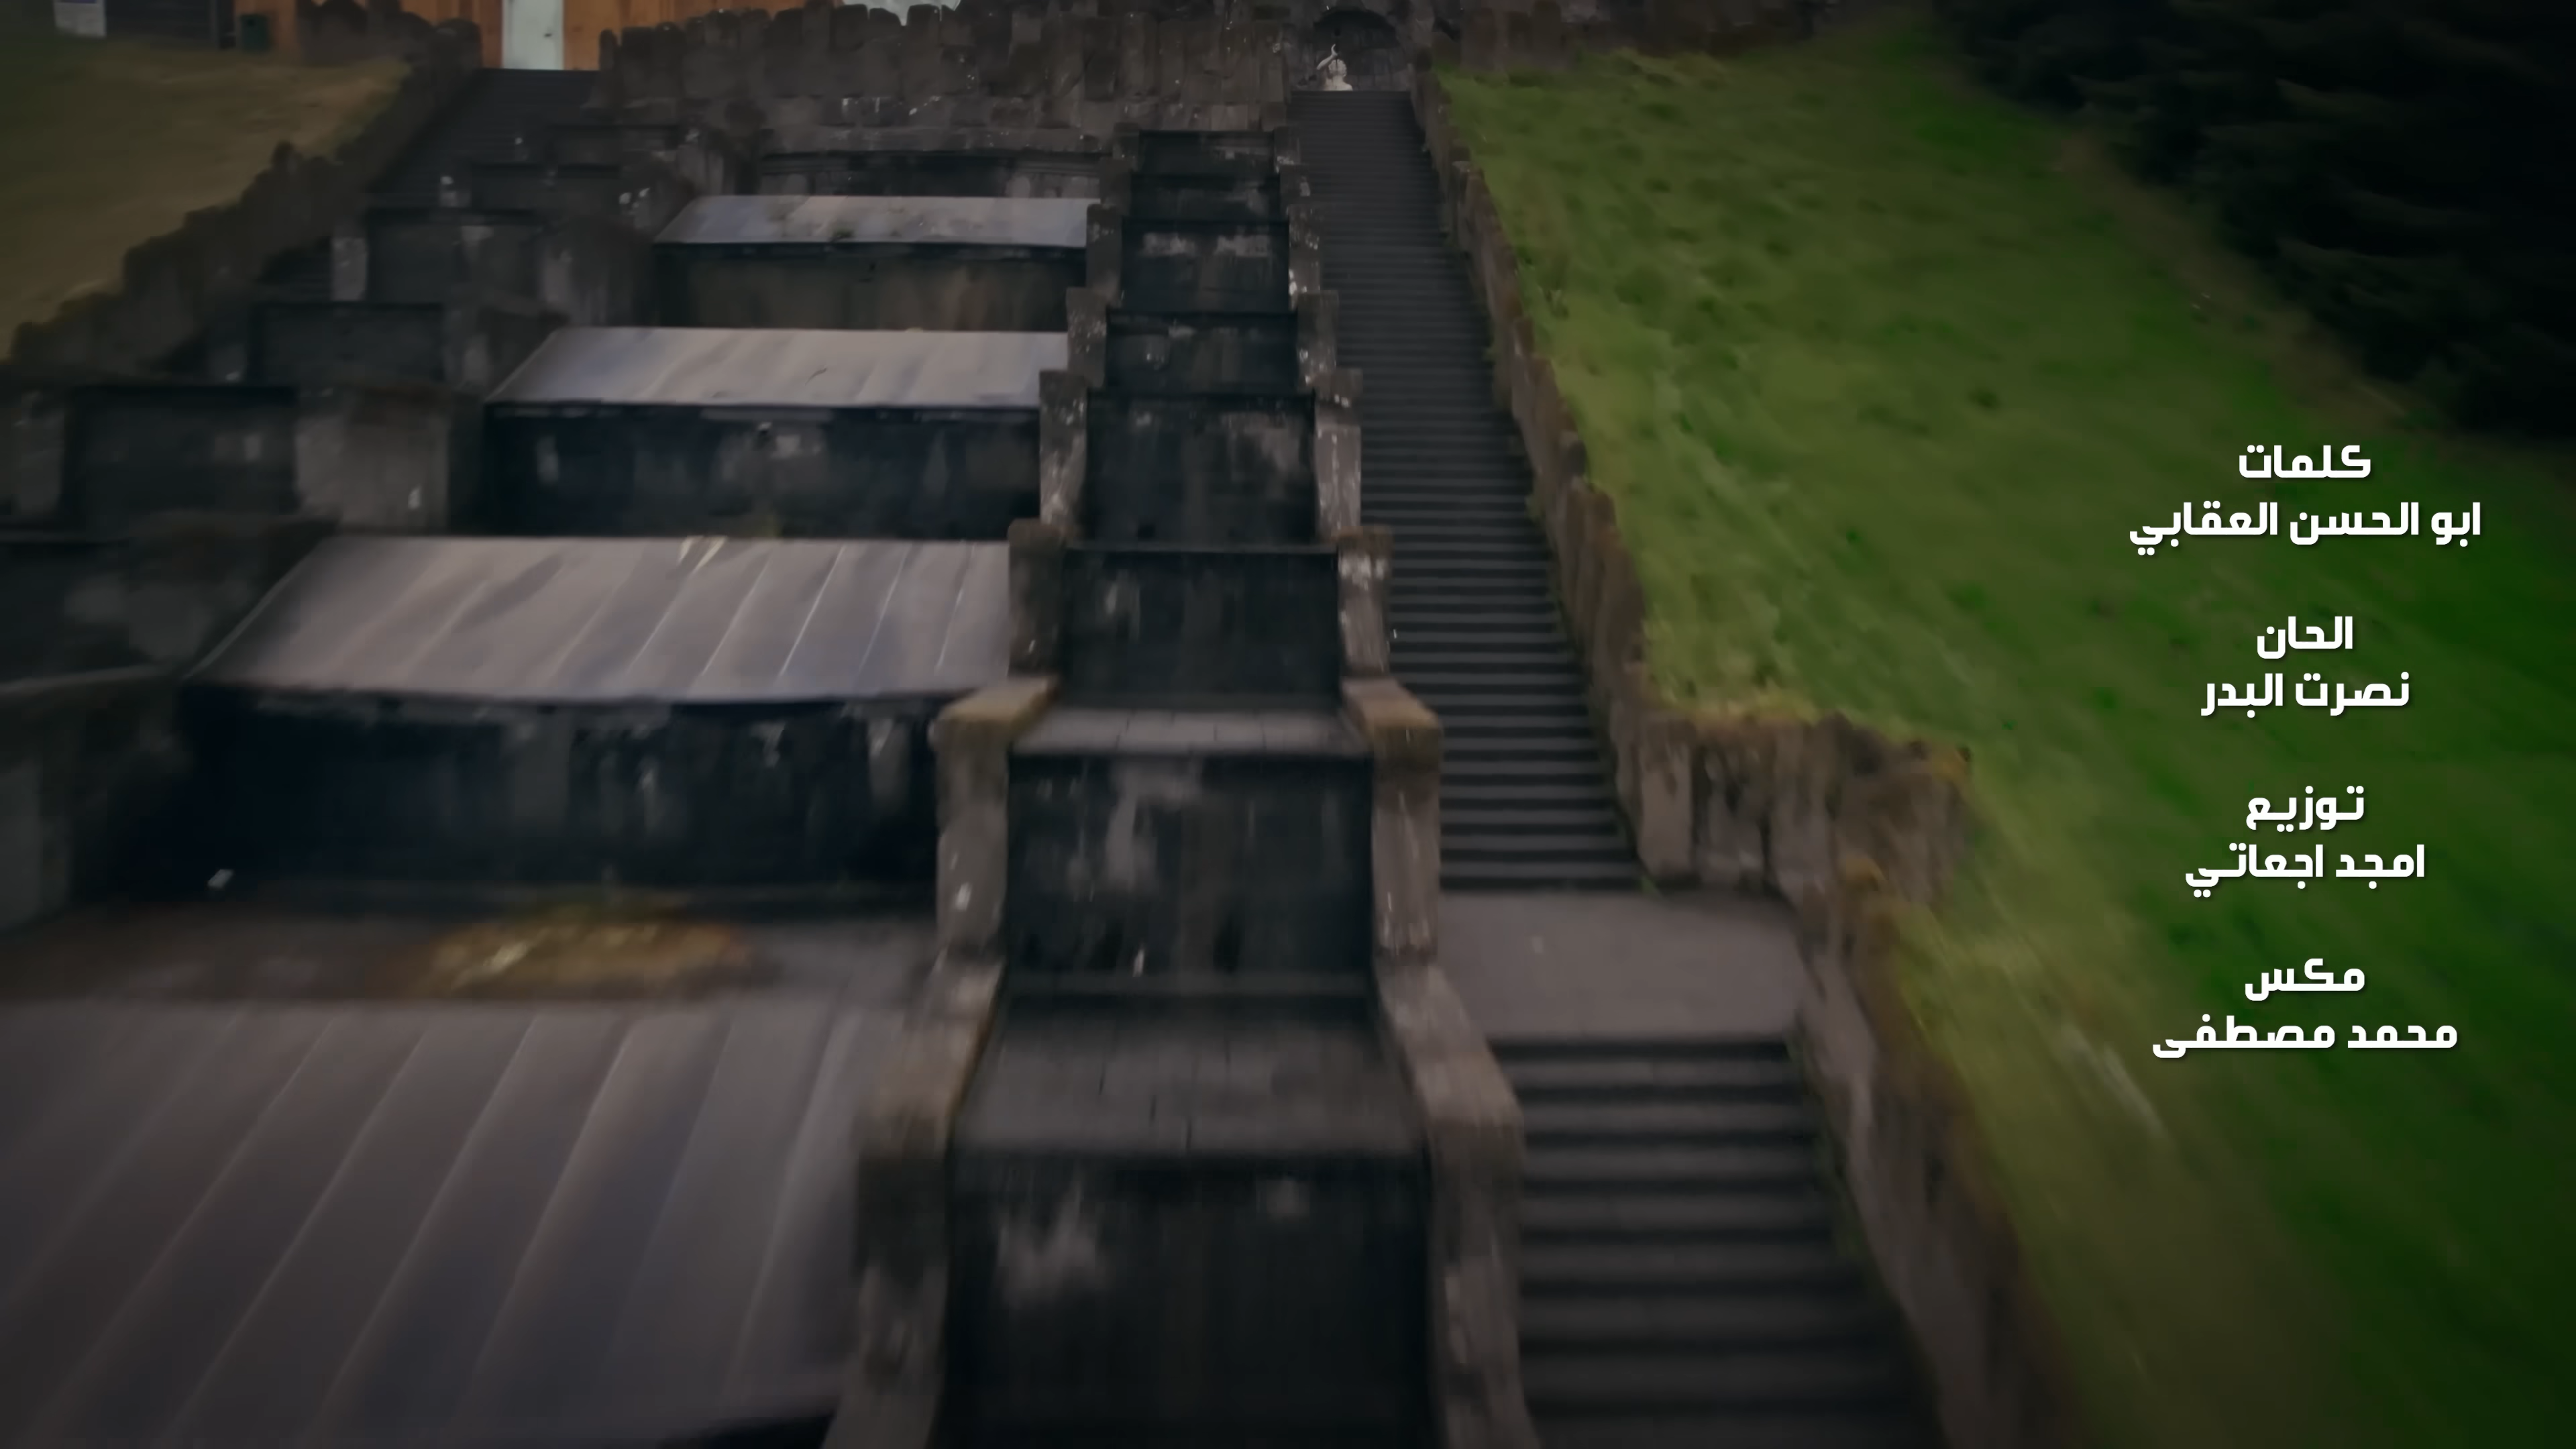 كلمات
ابو الحسن العقابي
الحان
نصرت البدر
توزيع
امجد اجعاتي
مكس
محمد مصطفى